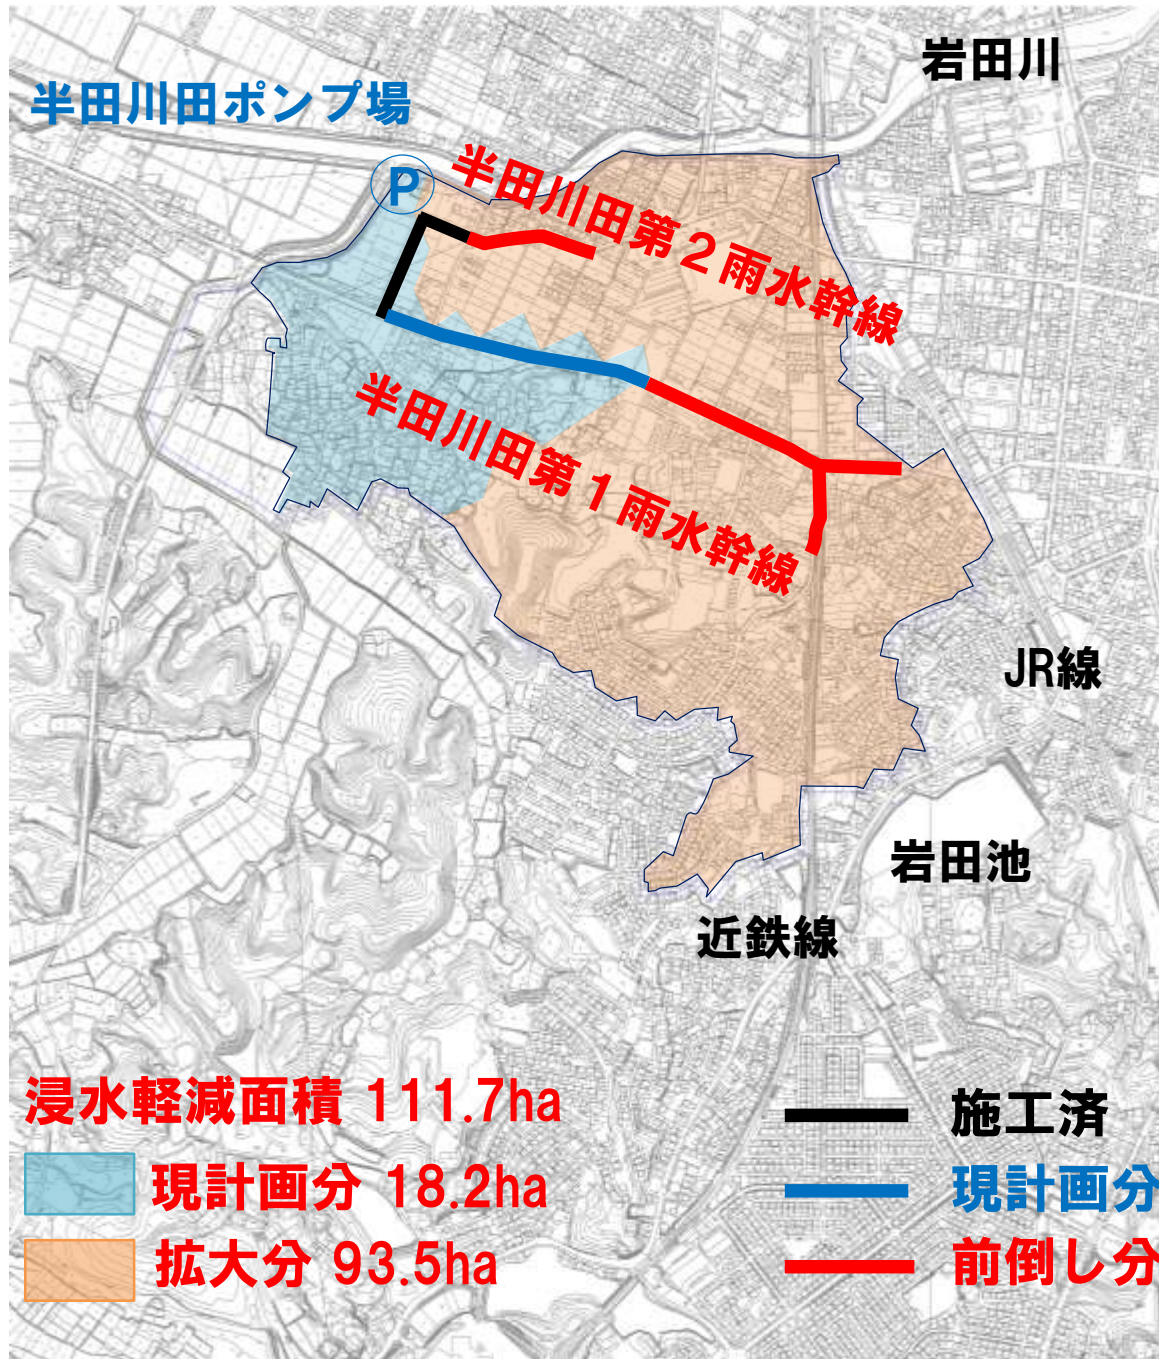 岩田川
半田川田ポンプ場
P
半田川田第２雨水幹線
半田川田第１雨水幹線
JR線
岩田池
近鉄線
浸水軽減面積 111.7ha
現計画分 18.2ha
拡大分 93.5ha
施工済
現計画分
前倒し分